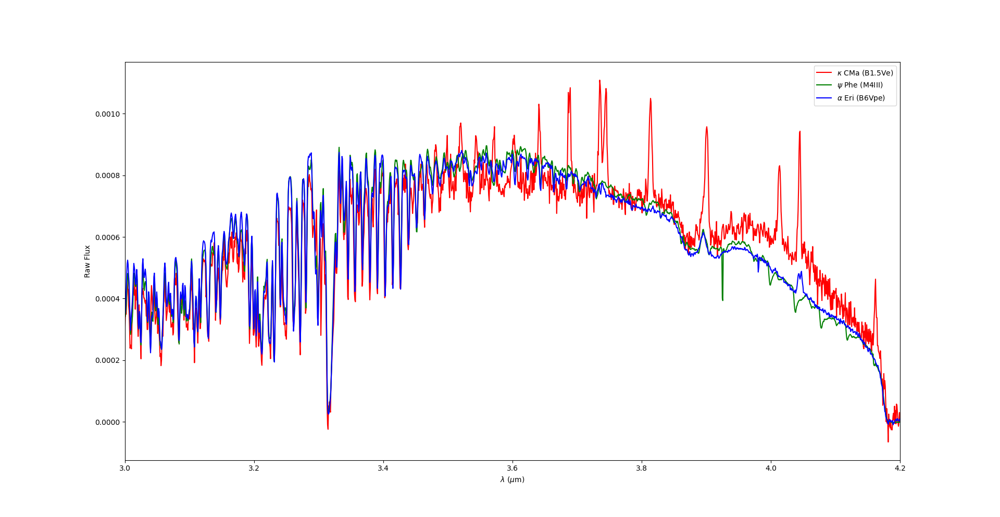 κ CMa (B1.5Ve)
ψ Phe (M4III)
α Eri (B6Vpe)
0.0010
0.0008
0.0006
0.0004
0.0002
0.0000
Raw Flux
3.0 3.2 3.4 3.6 3.8 4.0 4.2
λ (μm)